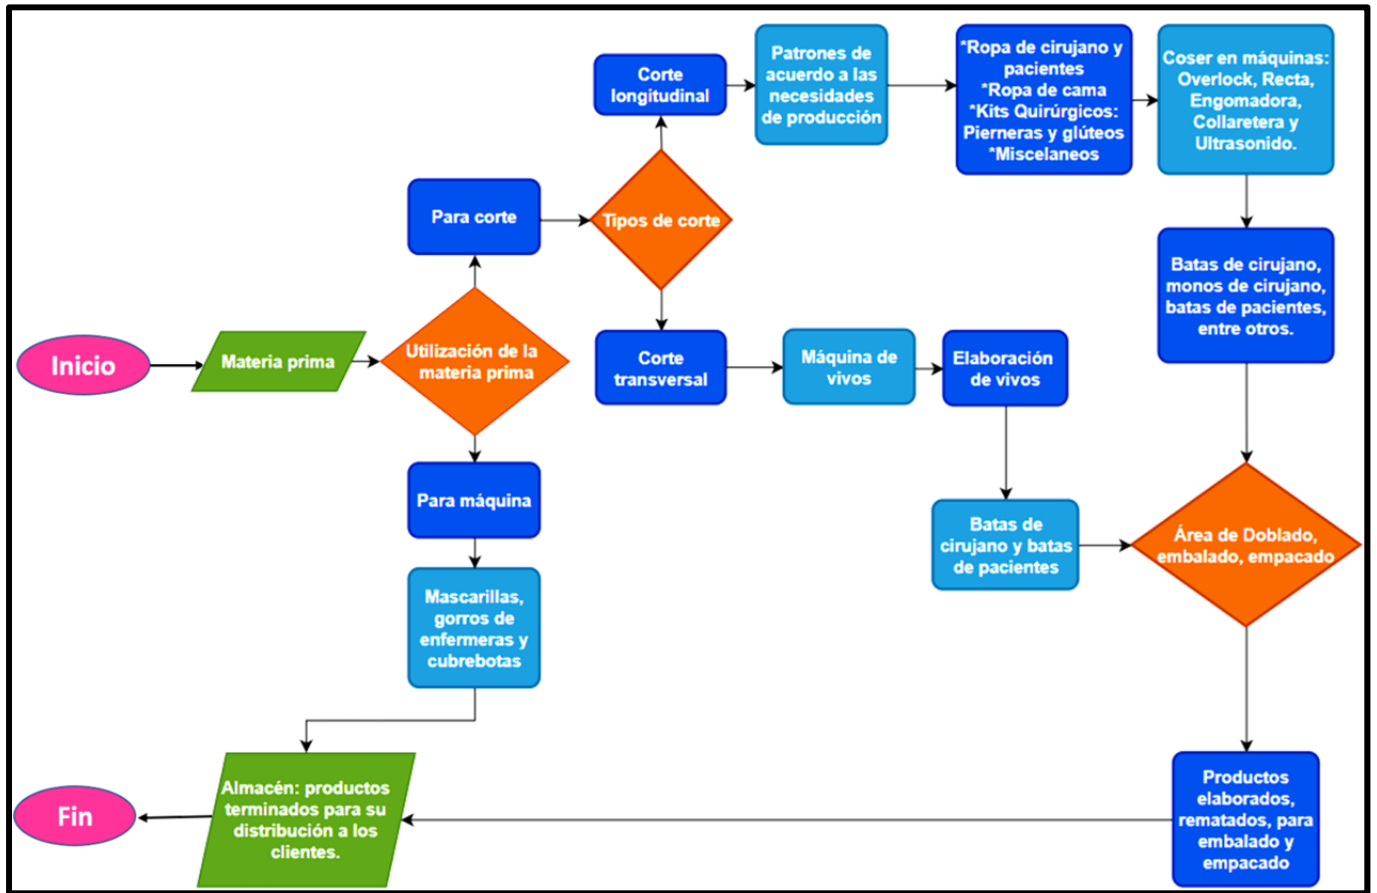 Inicio
Materia prima
Utilización de la
materia prima
Para corte
Tipos de corte
Corte
longitudinal
Patrones de
acuerdo a las
necesidades
de producción
*Ropa de cirujano y
pacientes
*Ropa de cama
*Kits Quirúrgicos:
Pierneras y glúteos
*Miscelaneos
Coser en máquinas:
Overlock, Recta,
Engomadora,
Collaretera y
Ultrasonido.
Batas de cirujano,
monos de cirujano,
batas de pacientes,
entre otros.
Corte
transversal
Máquina de
vivos
Elaboración
de vivos
Batas de
cirujano y batas
de pacientes
Área de Doblado,
embalado, empacado
Para máquina
Mascarillas,
gorros de
enfermeras y
cubrebotas
Productos
elaborados,
rematados, para
embalado y
empacado
Almacén: productos
terminados para su
distribución a los
clientes.
Fin